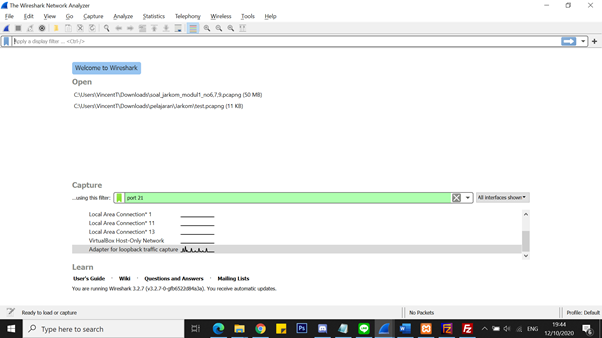 The Wireshark Network Analyzer
File Edit View Go Capture Analyze Statistics Telephony Wireless Tools Help
Apply a display filter ... <Ctrl-/>
Welcome to Wireshark
Open
C:\Users\VincentT\Downloads\soal_jarkom_modul1_no6,7,9.pcapng (50 MB)
C:\Users\VincentT\Downloads\pelajaran\Jarkom\test.pcapng (11 KB)
Capture
...using this filter: port 21 All interfaces shown
Local Area Connection* 1
Local Area Connection* 11
Local Area Connection* 13
VirtualBox Host-Only Network
Adapter for loopback traffic capture
Learn
User's Guide · Wiki · Questions and Answers · Mailing Lists
You are running Wireshark 3.2.7 (v3.2.7-0-gfb6522d84a3a). You receive automatic updates.
Ready to load or capture No Packets Profile: Default
Type here to search ENG 19:44
12/10/2020